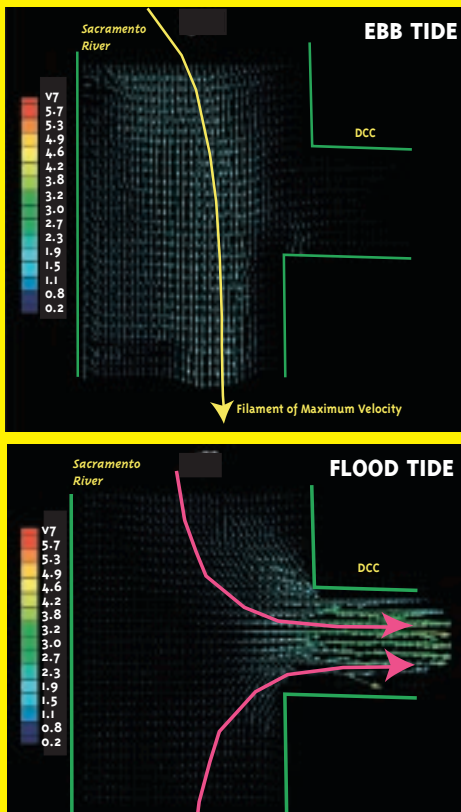 Sacramento
River
EBB TIDE
DCC
V7
5.7
5.3
4.9
4.6
4.2
3.8
3.2
3.0
2.7
2.3
1.9
1.5
1.1
0.8
0.2
Filament of Maximum Velocity
Sacramento
River
FLOOD TIDE
DCC
V7
5.7
5.3
4.9
4.6
4.2
3.8
3.2
3.0
2.7
2.3
1.9
1.5
1.1
0.8
0.2